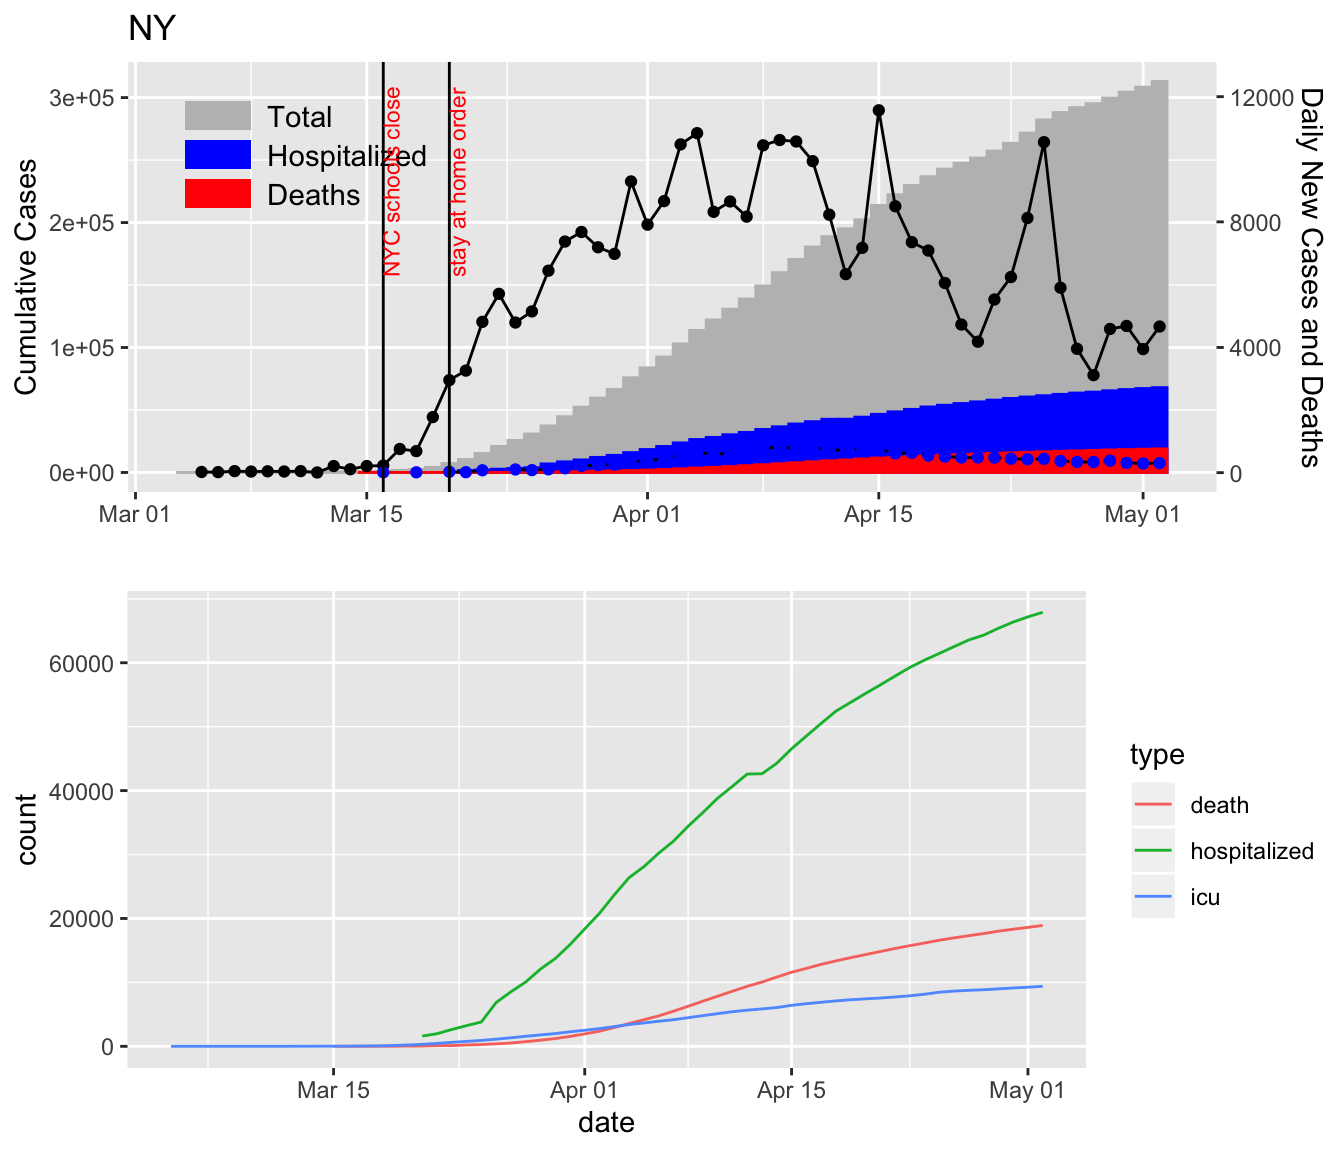 NY
Cumulative Cases
3e+05
2e+05
1e+05
0e+00
Total
Hospitalized
Deaths
NYC schools close
stay at home order
12000
8000
4000
0
Daily New Cases and Deaths
Mar 01
Mar 15
Apr 01
Apr 15
May 01
count
60000
40000
20000
0
Mar 15
Apr 01
Apr 15
May 01
date
type
death
hospitalized
icu